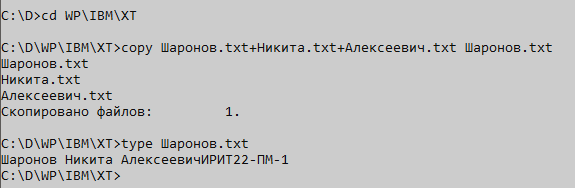 C:\D>cd WP\IBM\XT
C:\D\WP\IBM\XT>copy Шаронов.txt+Никита.txt+Алексеевич.txt Шаронов.txt
Шаронов.txt
Никита.txt
Алексеевич.txt
Скопировано файлов:         1.
C:\D\WP\IBM\XT>type Шаронов.txt
Шаронов Никита АлексеевичИРИТ22-ПМ-1
C:\D\WP\IBM\XT>